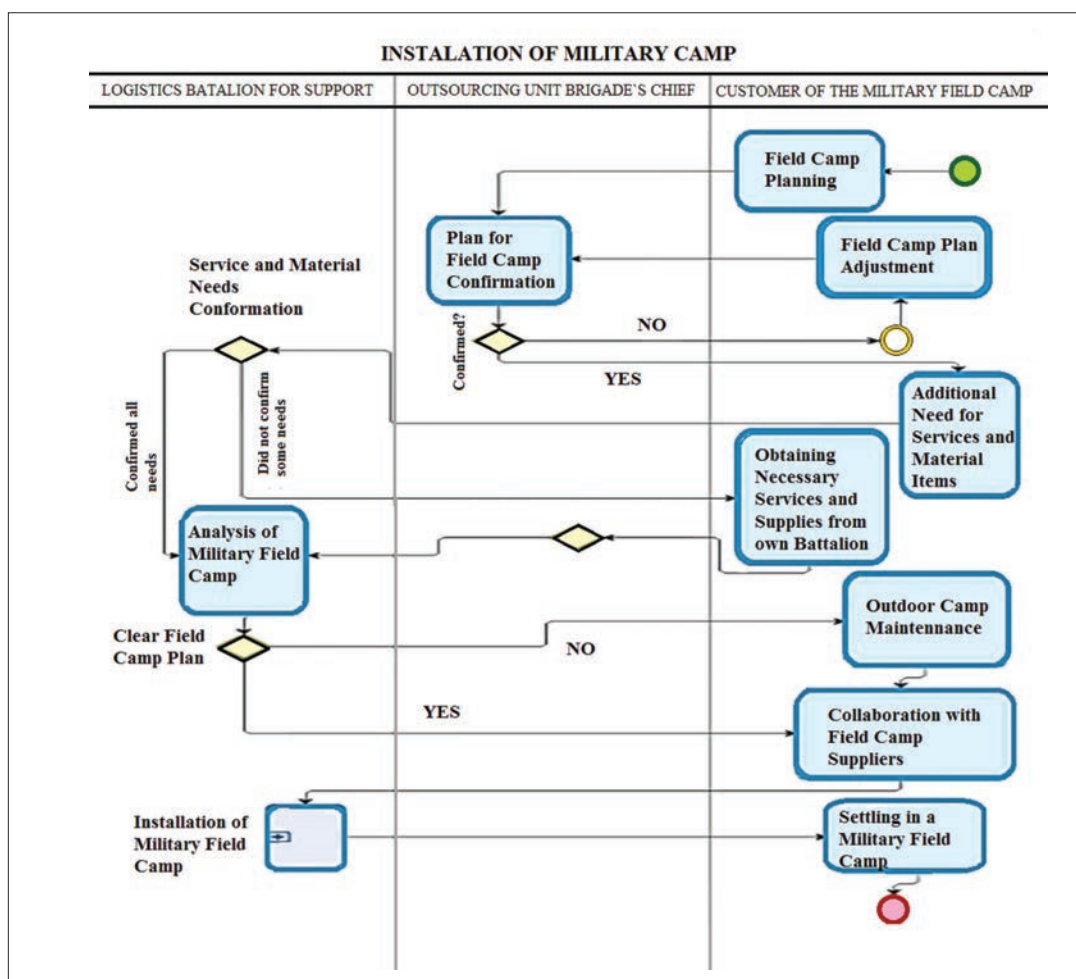 INSTALATION OF MILITARY CAMP
LOGISTICS BATALION FOR SUPPORT
OUTSOURCING UNIT BRIGADE`S CHIEF
CUSTOMER OF THE MILITARY FIELD CAMP
Field Camp
Planning
Plan for
Field Camp
Confirmation
Field Camp Plan
Adjustment
Service and Material
Needs
Conformation
Confirmed?
NO
YES
Additional
Need for
Services and
Material
Items
Confirmed all
needs
Did not confirm
some needs
Obtaining
Necessary
Services and
Supplies from
own Battalion
Analysis of
Military Field
Camp
Outdoor Camp
Maintennance
Clear Field
Camp Plan
NO
YES
Collaboration with
Field Camp
Suppliers
Installation of
Military Field
Camp
Settling in a
Military Field
Camp